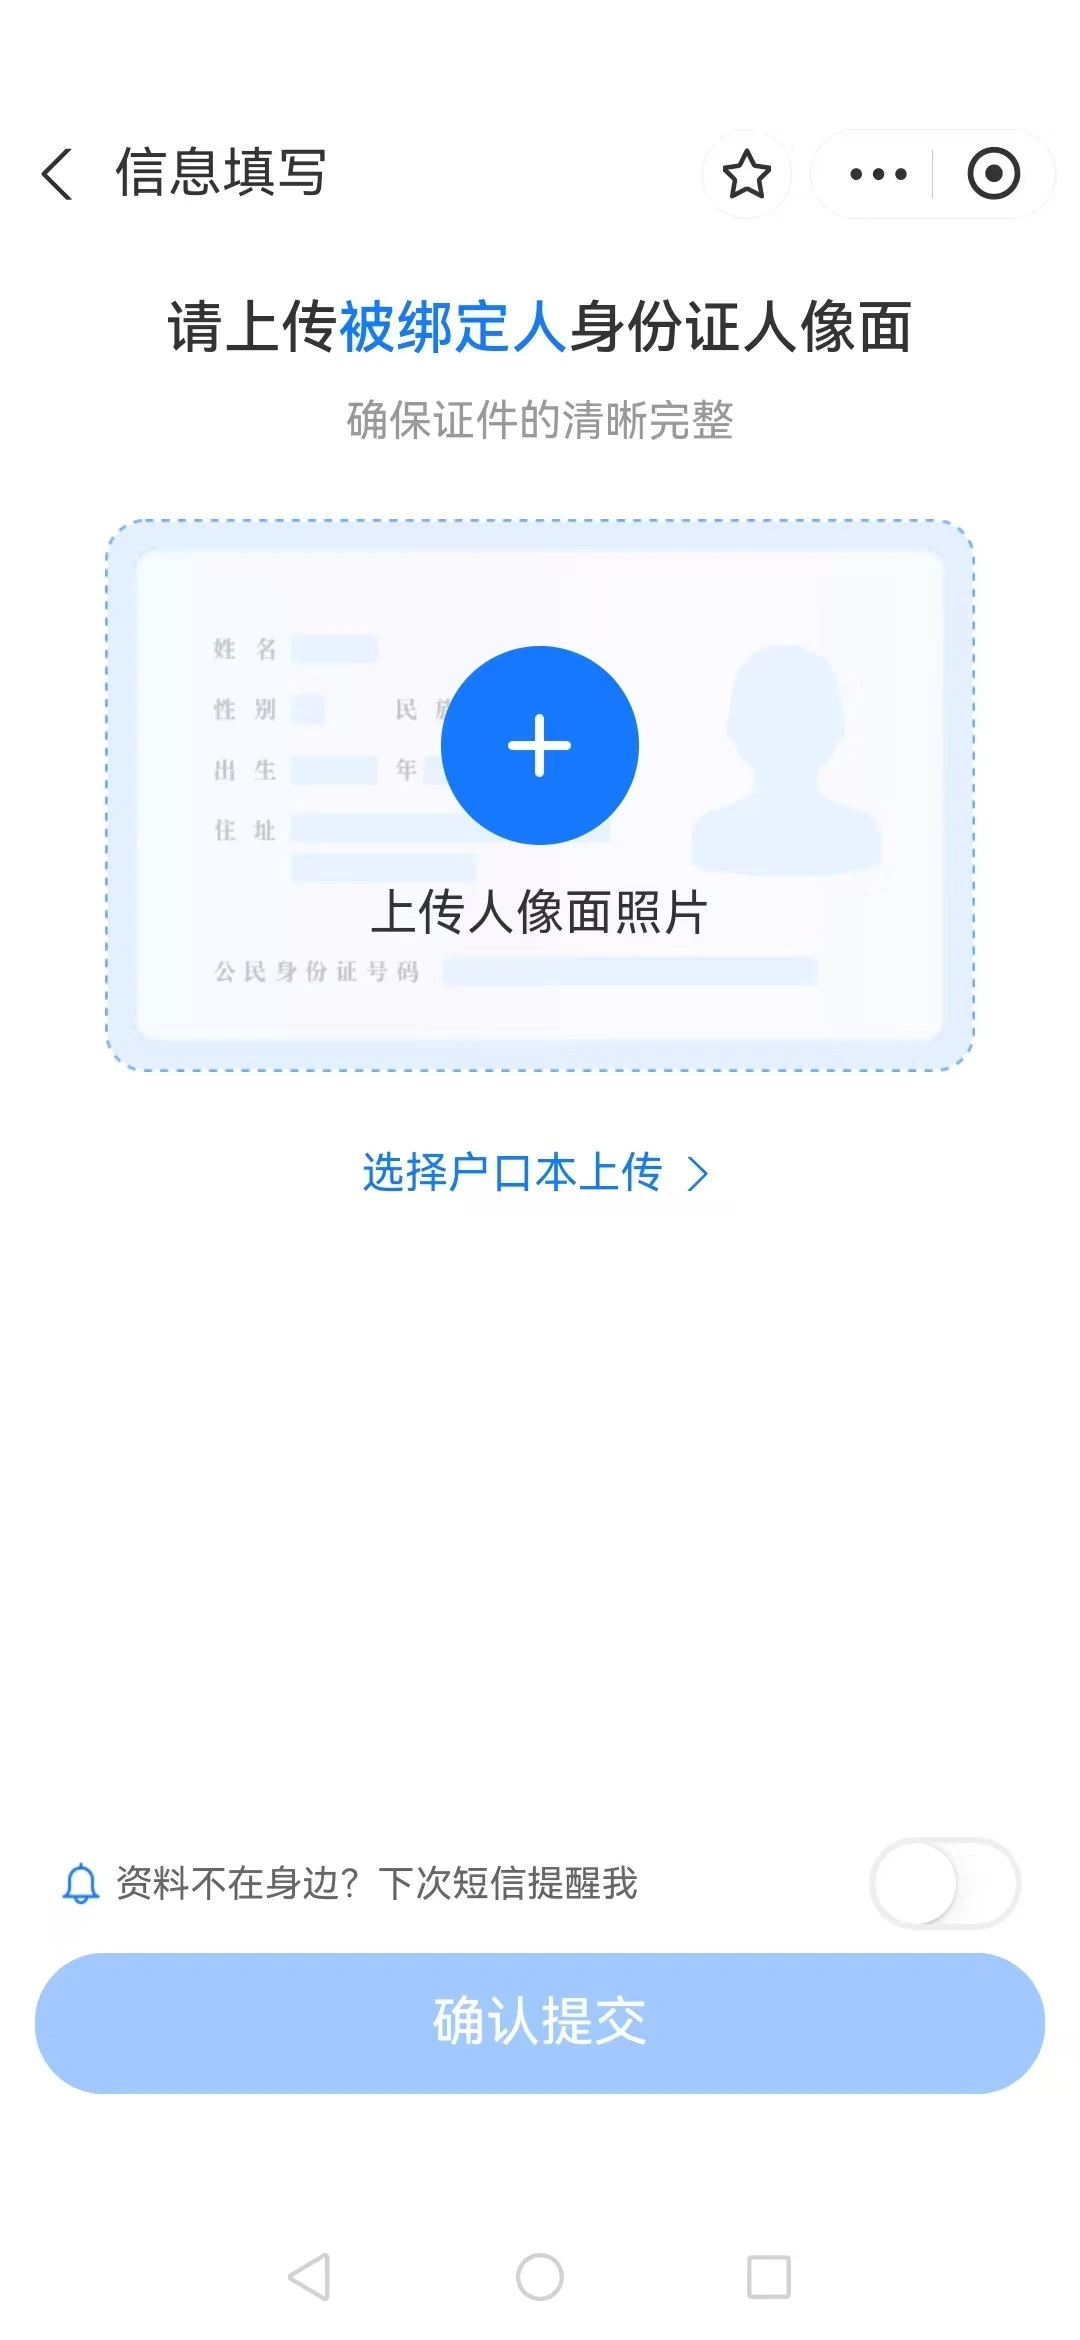 信息填写
请上传被绑定人身份证人像面
确保证件的清晰完整
姓 名
性 别 民
出 生 年
住 址
上传人像面照片
公民身份证号码
选择户口本上传
资料不在身边？下次短信提醒我
确认提交